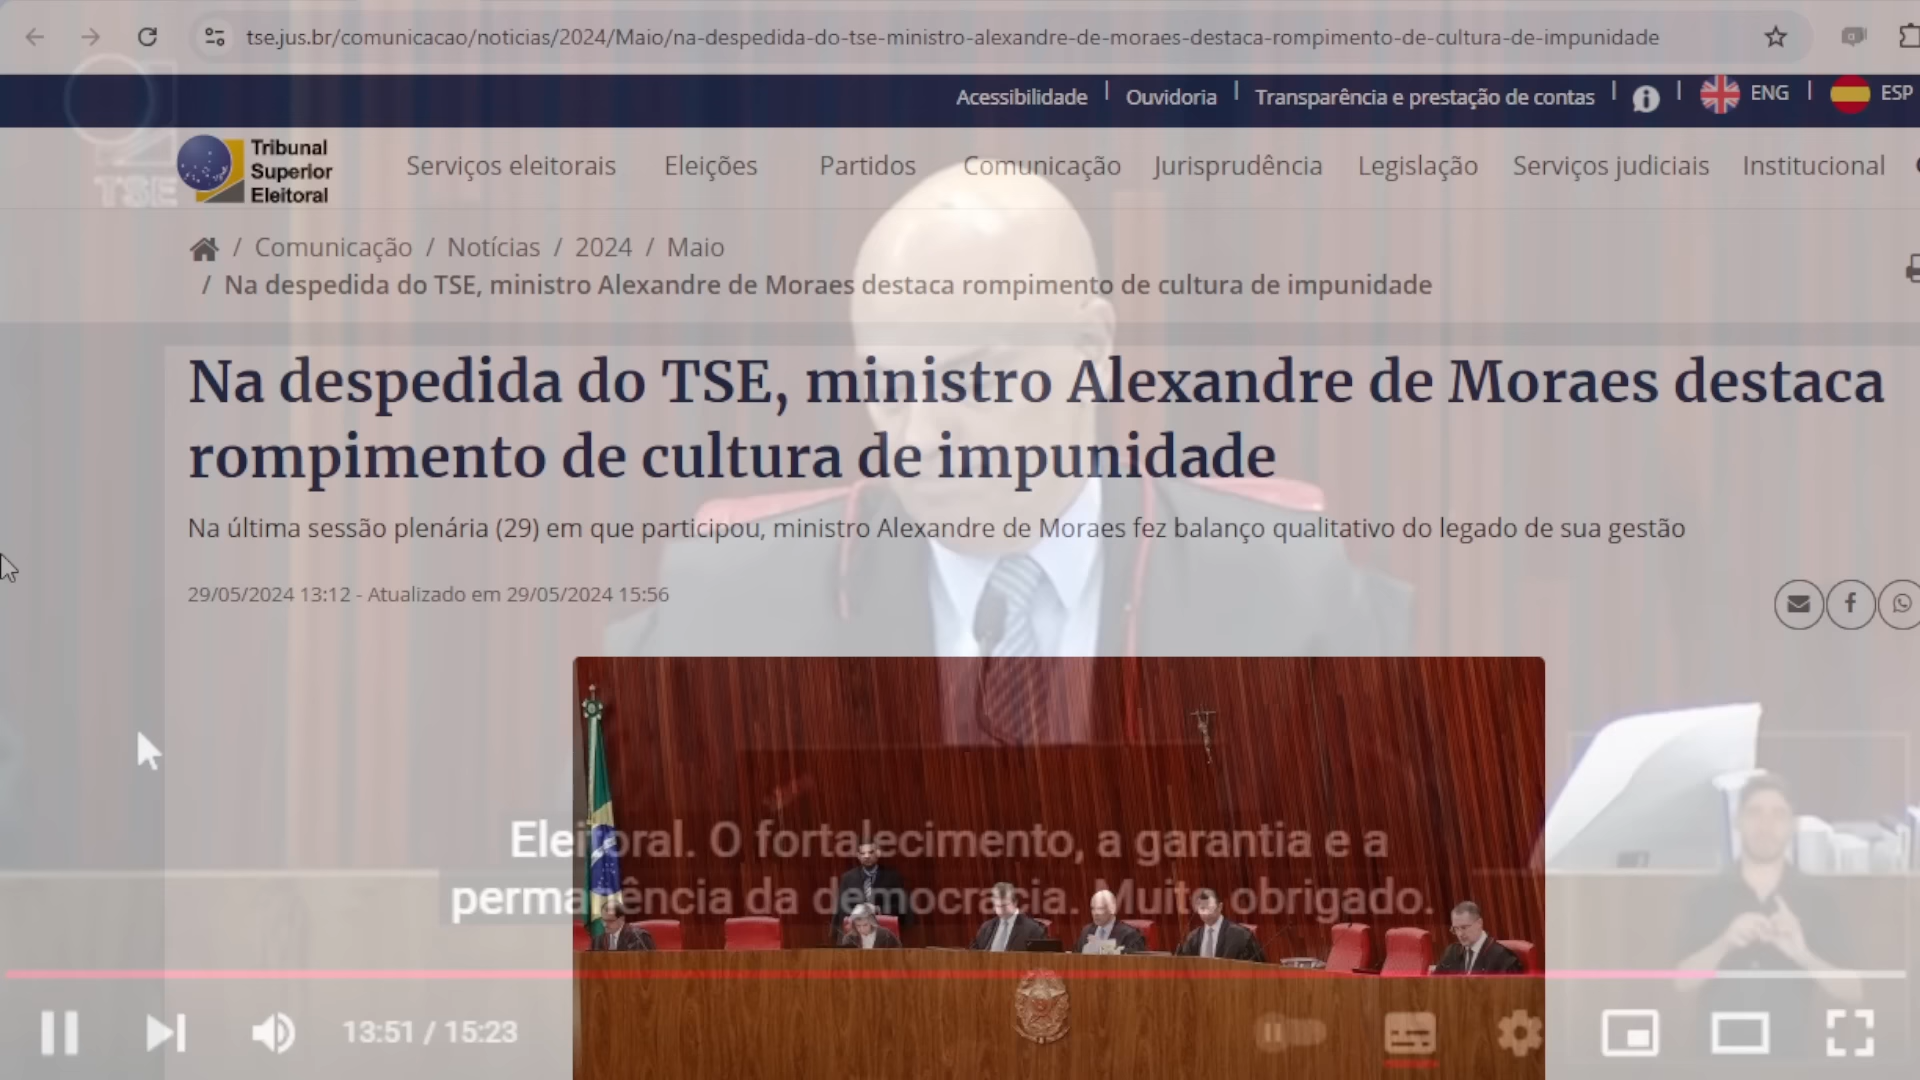 tse.jus.br/comunicacao/noticias/2024/Maio/na-despedida-do-tse-ministro-alexandre-de-moraes-destaca-rompimento-de-cultura-de-impunidade
Acessibilidade | Ouvidoria | Transparência e prestação de contas | | ENG | ESP
TSE
Tribunal
Superior
Eleitoral
Serviços eleitorais Eleições Partidos Comunicação Jurisprudência Legislação Serviços judiciais Institucional
/ Comunicação / Notícias / 2024 / Maio
/ Na despedida do TSE, ministro Alexandre de Moraes destaca rompimento de cultura de impunidade
Na despedida do TSE, ministro Alexandre de Moraes destaca
rompimento de cultura de impunidade
Na última sessão plenária (29) em que participou, ministro Alexandre de Moraes fez balanço qualitativo do legado de sua gestão
29/05/2024 13:12 - Atualizado em 29/05/2024 15:56
Eleitoral. O fortalecimento, a garantia e a
permanência da democracia. Muito obrigado.
13:51 / 15:23